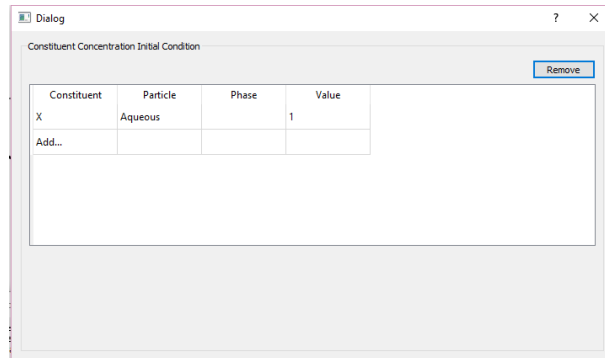 Dialog ? ×
Constituent Concentration Initial Condition
Remove
Constituent Particle Phase Value
X Aqueous 1
Add...